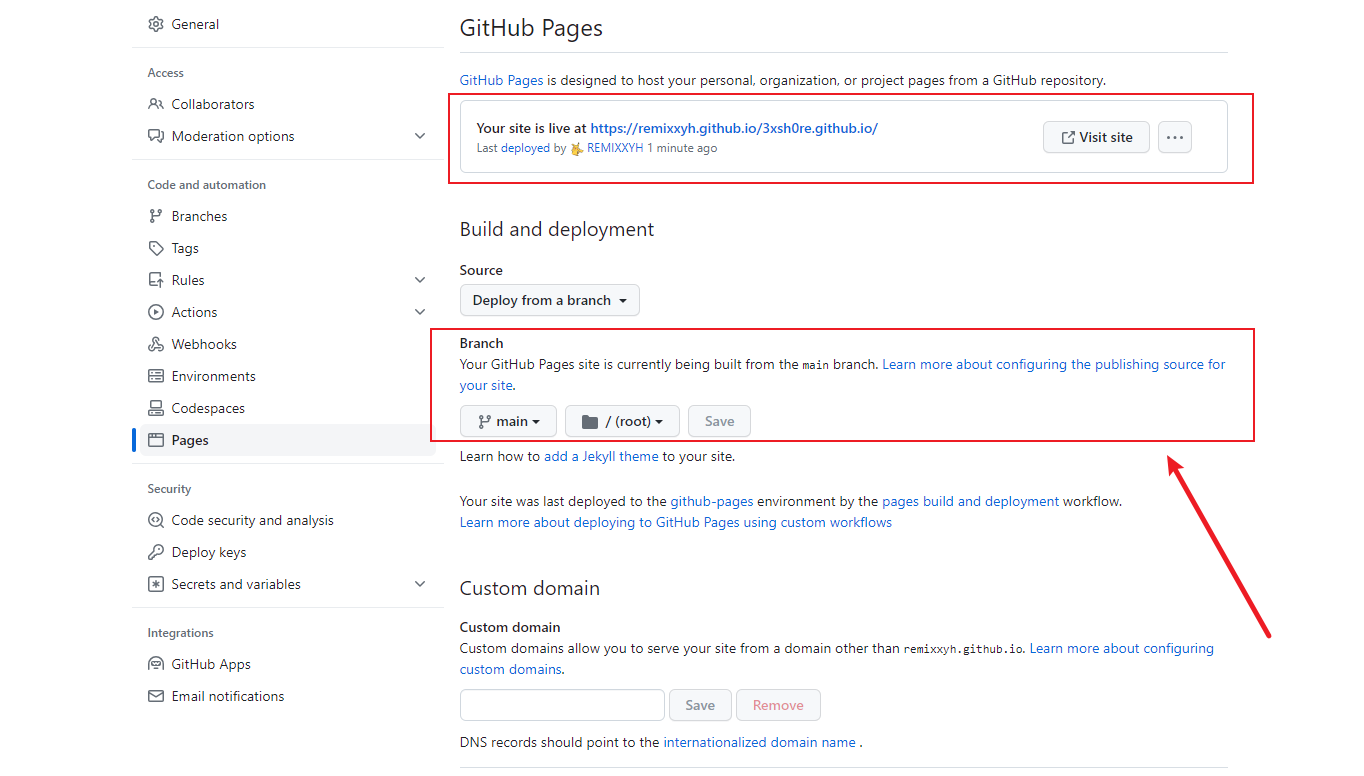 General
Access
Collaborators
Moderation options
Code and automation
Branches
Tags
Rules
Actions
Webhooks
Environments
Codespaces
Pages
Security
Code security and analysis
Deploy keys
Secrets and variables
Integrations
GitHub Apps
Email notifications
GitHub Pages
GitHub Pages is designed to host your personal, organization, or project pages from a GitHub repository.
Your site is live at https://remixxyh.github.io/3xsh0re.github.io/
Last deployed by REMIXXYH 1 minute ago
Visit site
Build and deployment
Source
Deploy from a branch
Branch
Your GitHub Pages site is currently being built from the main branch. Learn more about configuring the publishing source for
your site.
main / (root) Save
Learn how to add a Jekyll theme to your site.
Your site was last deployed to the github-pages environment by the pages build and deployment workflow.
Learn more about deploying to GitHub Pages using custom workflows
Custom domain
Custom domain
Custom domains allow you to serve your site from a domain other than remixxyh.github.io. Learn more about configuring
custom domains.
Save Remove
DNS records should point to the internationalized domain name .